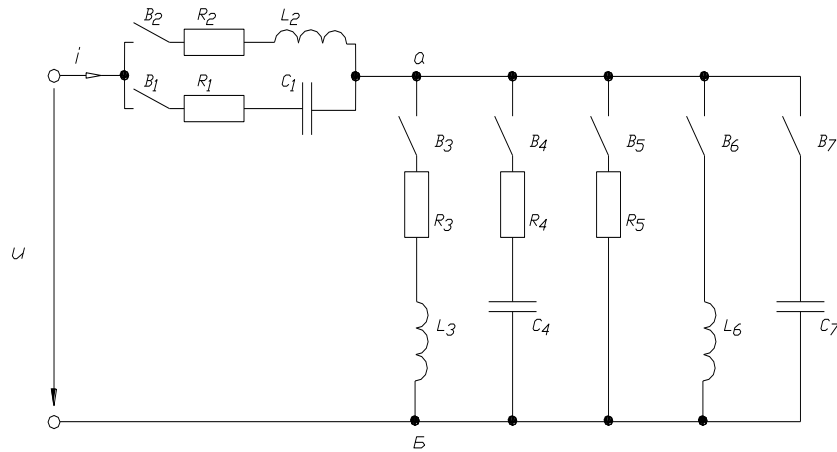 B2 R2 L2
i
B1 R1 C1
a
B3 B4 B5 B6 B7
R3 R4 R5
u
L3 C4 L6 C7
Б